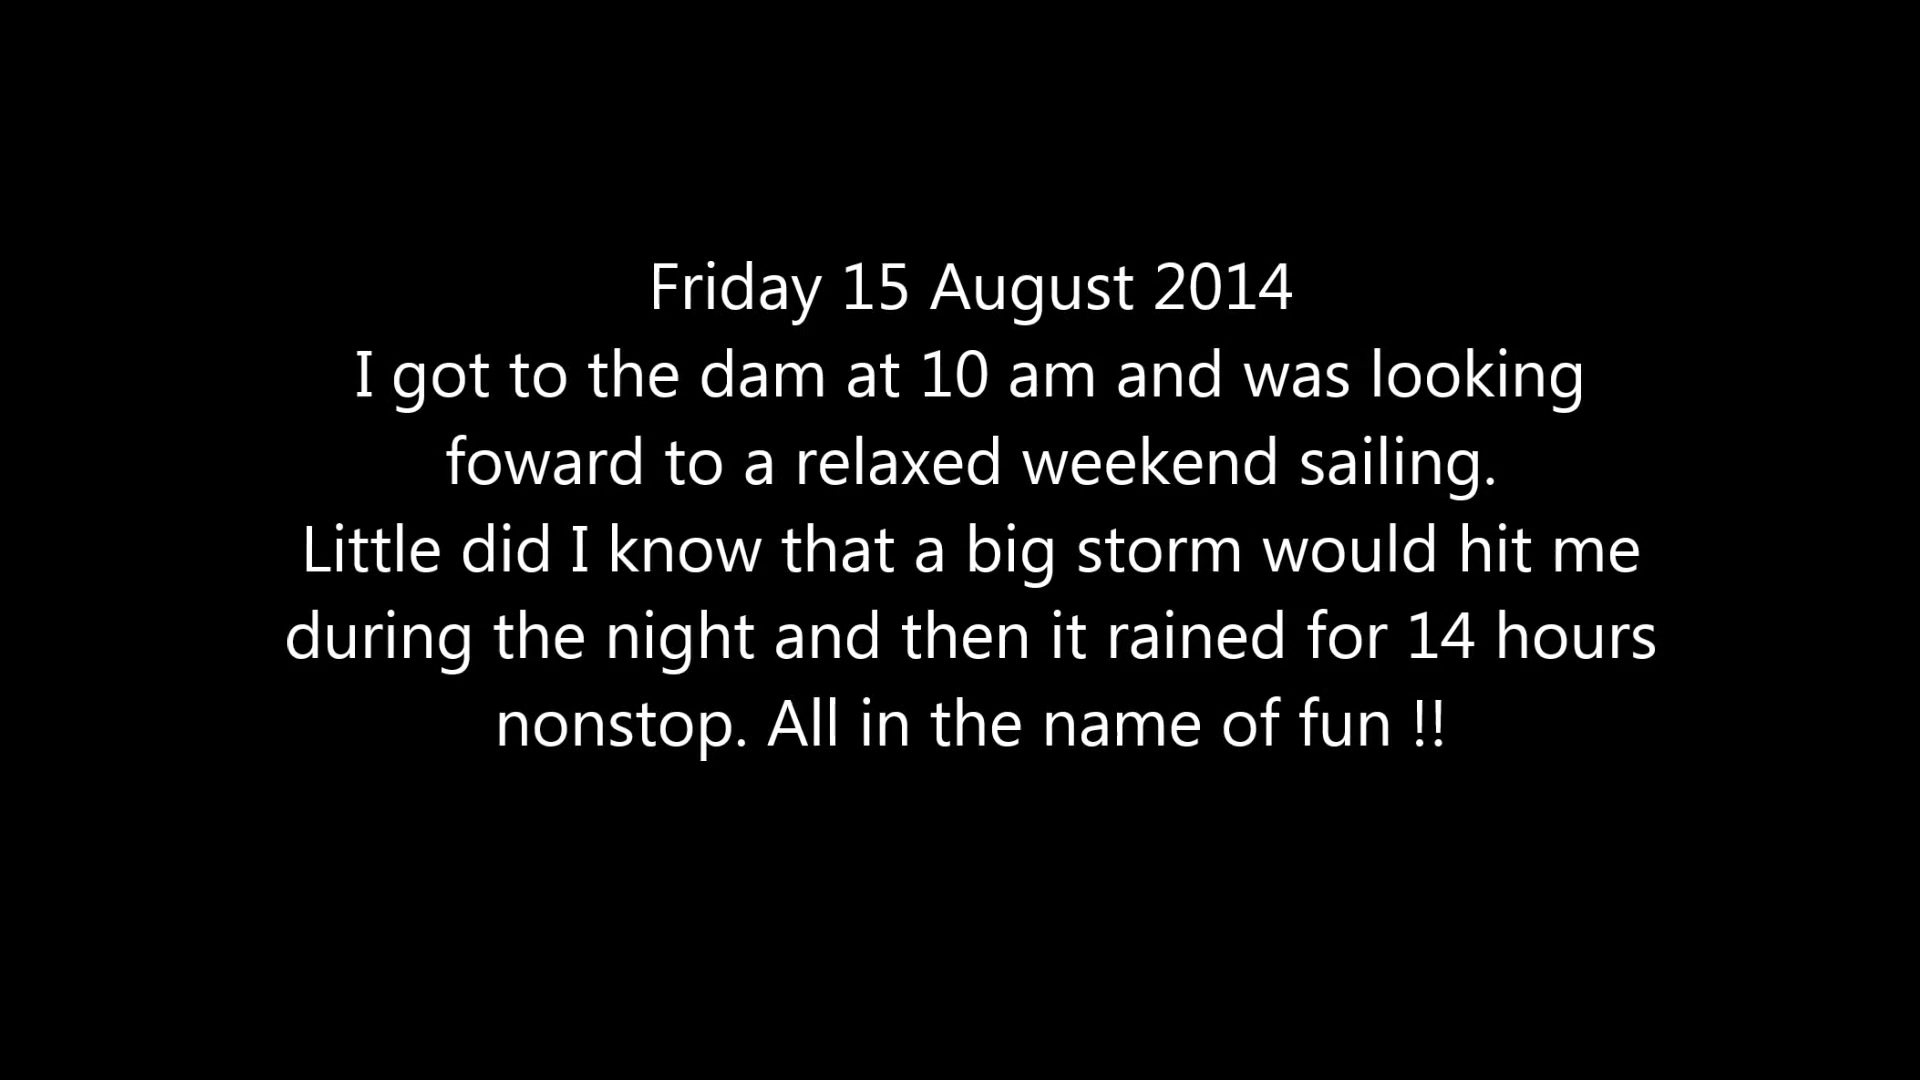 Friday 15 August 2014
I got to the dam at 10 am and was looking
foward to a relaxed weekend sailing.
Little did I know that a big storm would hit me
during the night and then it rained for 14 hours
nonstop. All in the name of fun !!